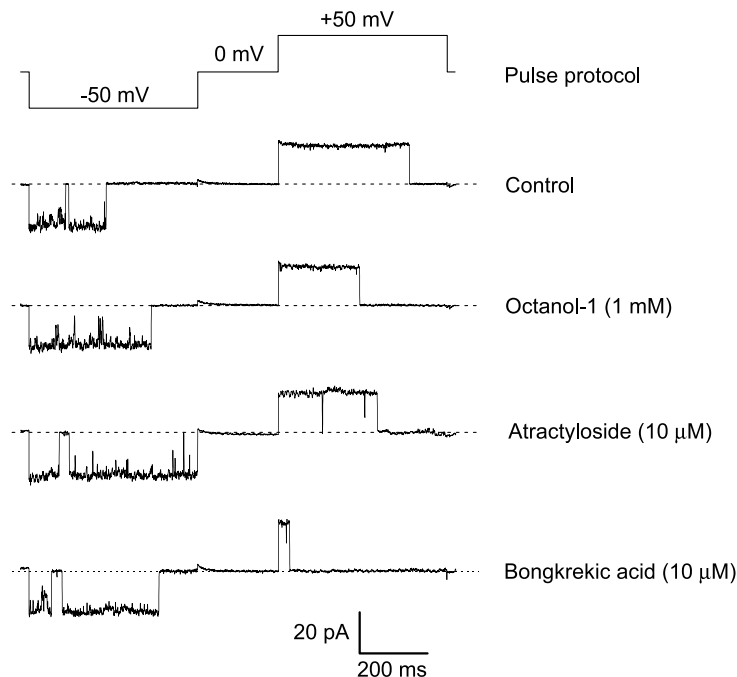 +50 mV
0 mV
-50 mV
Pulse protocol
Control
Octanol-1 (1 mM)
Atractyloside (10 μM)
Bongkrekic acid (10 μM)
20 pA
200 ms